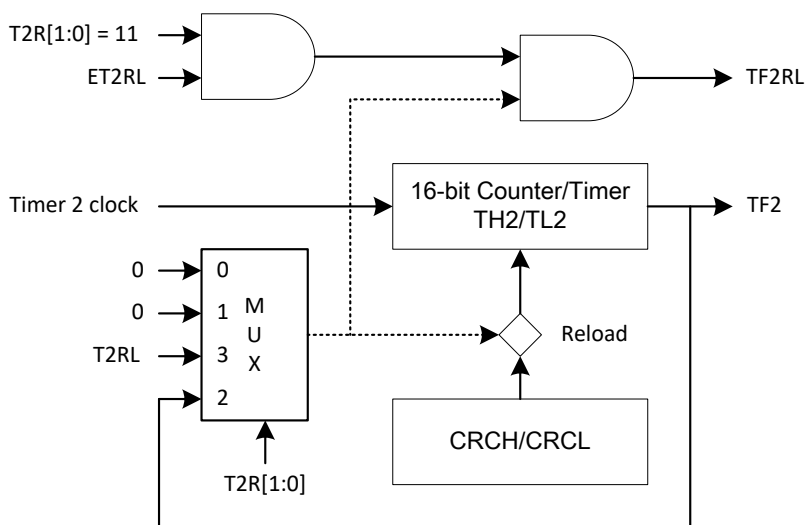 T2R[1:0] = 11
ET2RL
TF2RL
Timer 2 clock
16-bit Counter/Timer
TH2/TL2
TF2
0
0
0
1
T2RL
3
2
M
U
X
Reload
CRCH/CRCL
T2R[1:0]